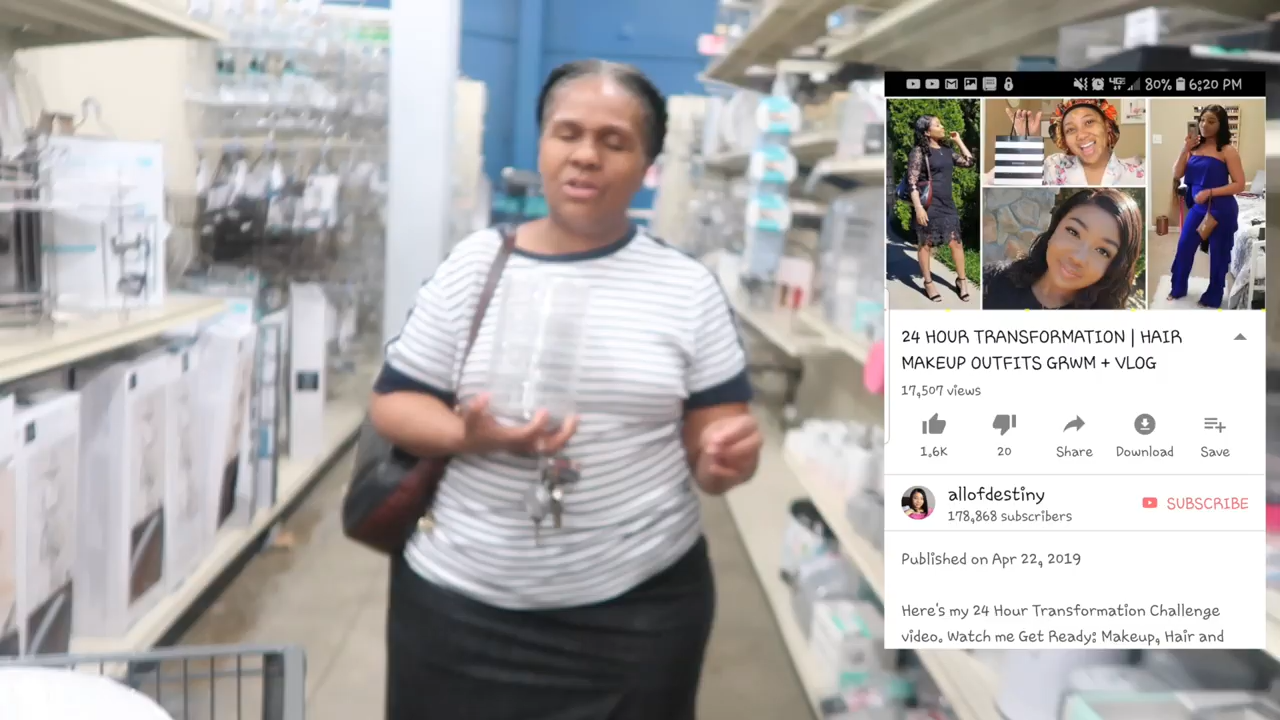 4G 80% 6:20 PM
24 HOUR TRANSFORMATION | HAIR
MAKEUP OUTFITS GRWM + VLOG
17,507 views
1.6K 20 Share Download Save
allofdestiny SUBSCRIBE
178,868 subscribers
Published on Apr 22, 2019
Here's my 24 Hour Transformation Challenge
video. Watch me Get Ready: Makeup, Hair and